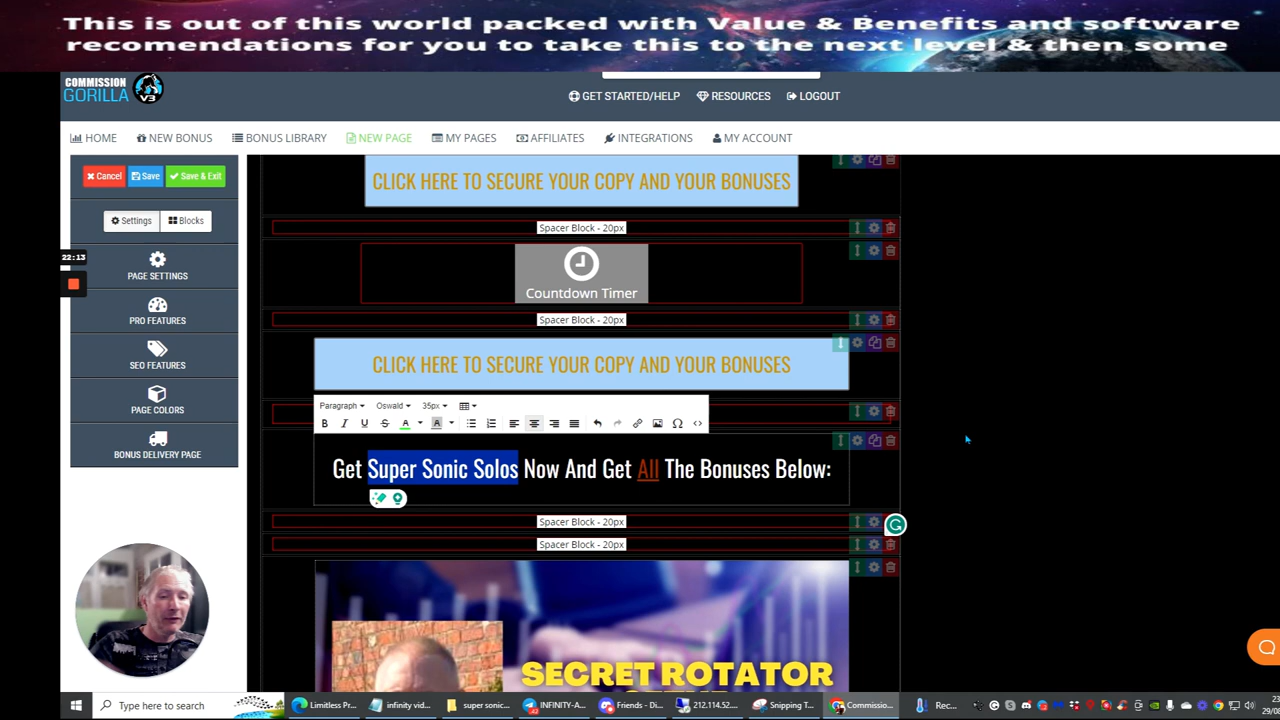 This is out of this world packed with Value & Benefits and software
recomendations for you to take this to the next level & then some
COMMISSION
GORILLA V3
GET STARTED/HELP RESOURCES LOGOUT
HOME NEW BONUS BONUS LIBRARY NEW PAGE MY PAGES AFFILIATES INTEGRATIONS MY ACCOUNT
Cancel Save Save & Exit
Settings Blocks
22:13
PAGE SETTINGS
PRO FEATURES
SEO FEATURES
PAGE COLORS
BONUS DELIVERY PAGE
CLICK HERE TO SECURE YOUR COPY AND YOUR BONUSES
Spacer Block - 20px
Countdown Timer
Spacer Block - 20px
CLICK HERE TO SECURE YOUR COPY AND YOUR BONUSES
Paragraph Oswald 35px
B I U S A A
Get Super Sonic Solos Now And Get All The Bonuses Below:
Spacer Block - 20px
Spacer Block - 20px
SECRET ROTATOR
Type here to search
Limitless Pr...
infinity vid...
super sonic...
INFINITY-A...
Friends - Di...
212.114.52....
Snipping T...
Commissio...
Rec...